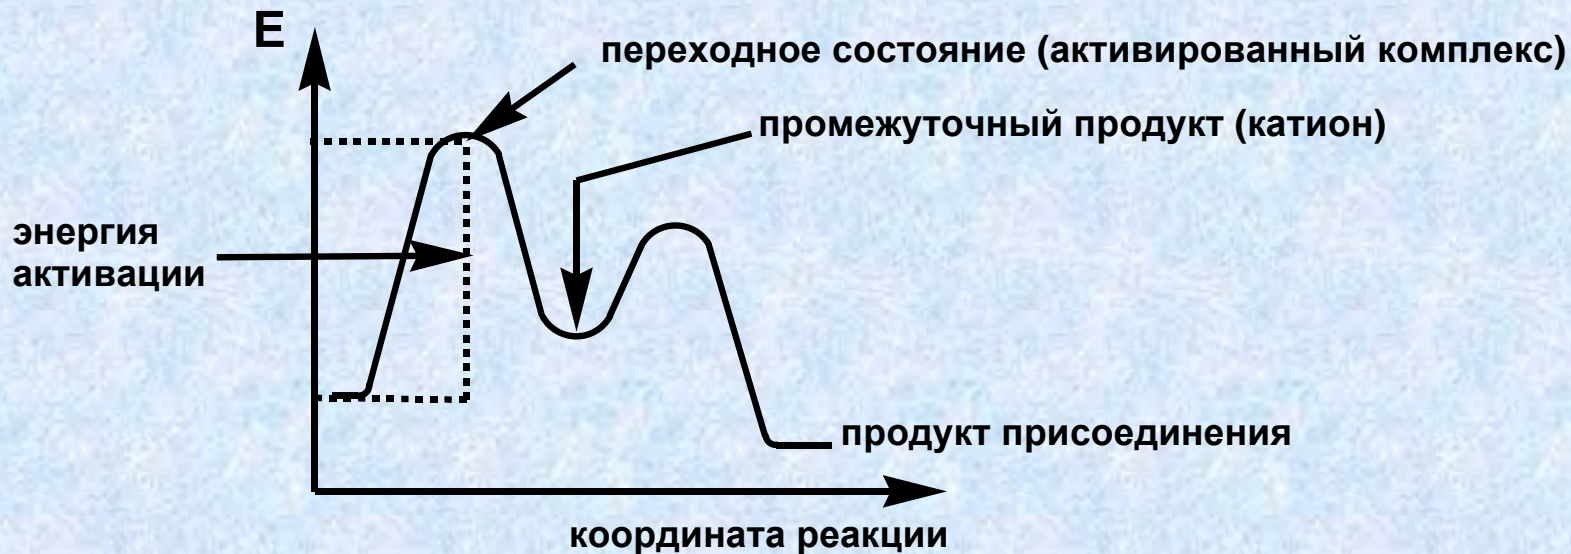 E
переходное состояние (активированный комплекс)
промежуточный продукт (катион)
энергия
активации
продукт присоединения
координата реакции